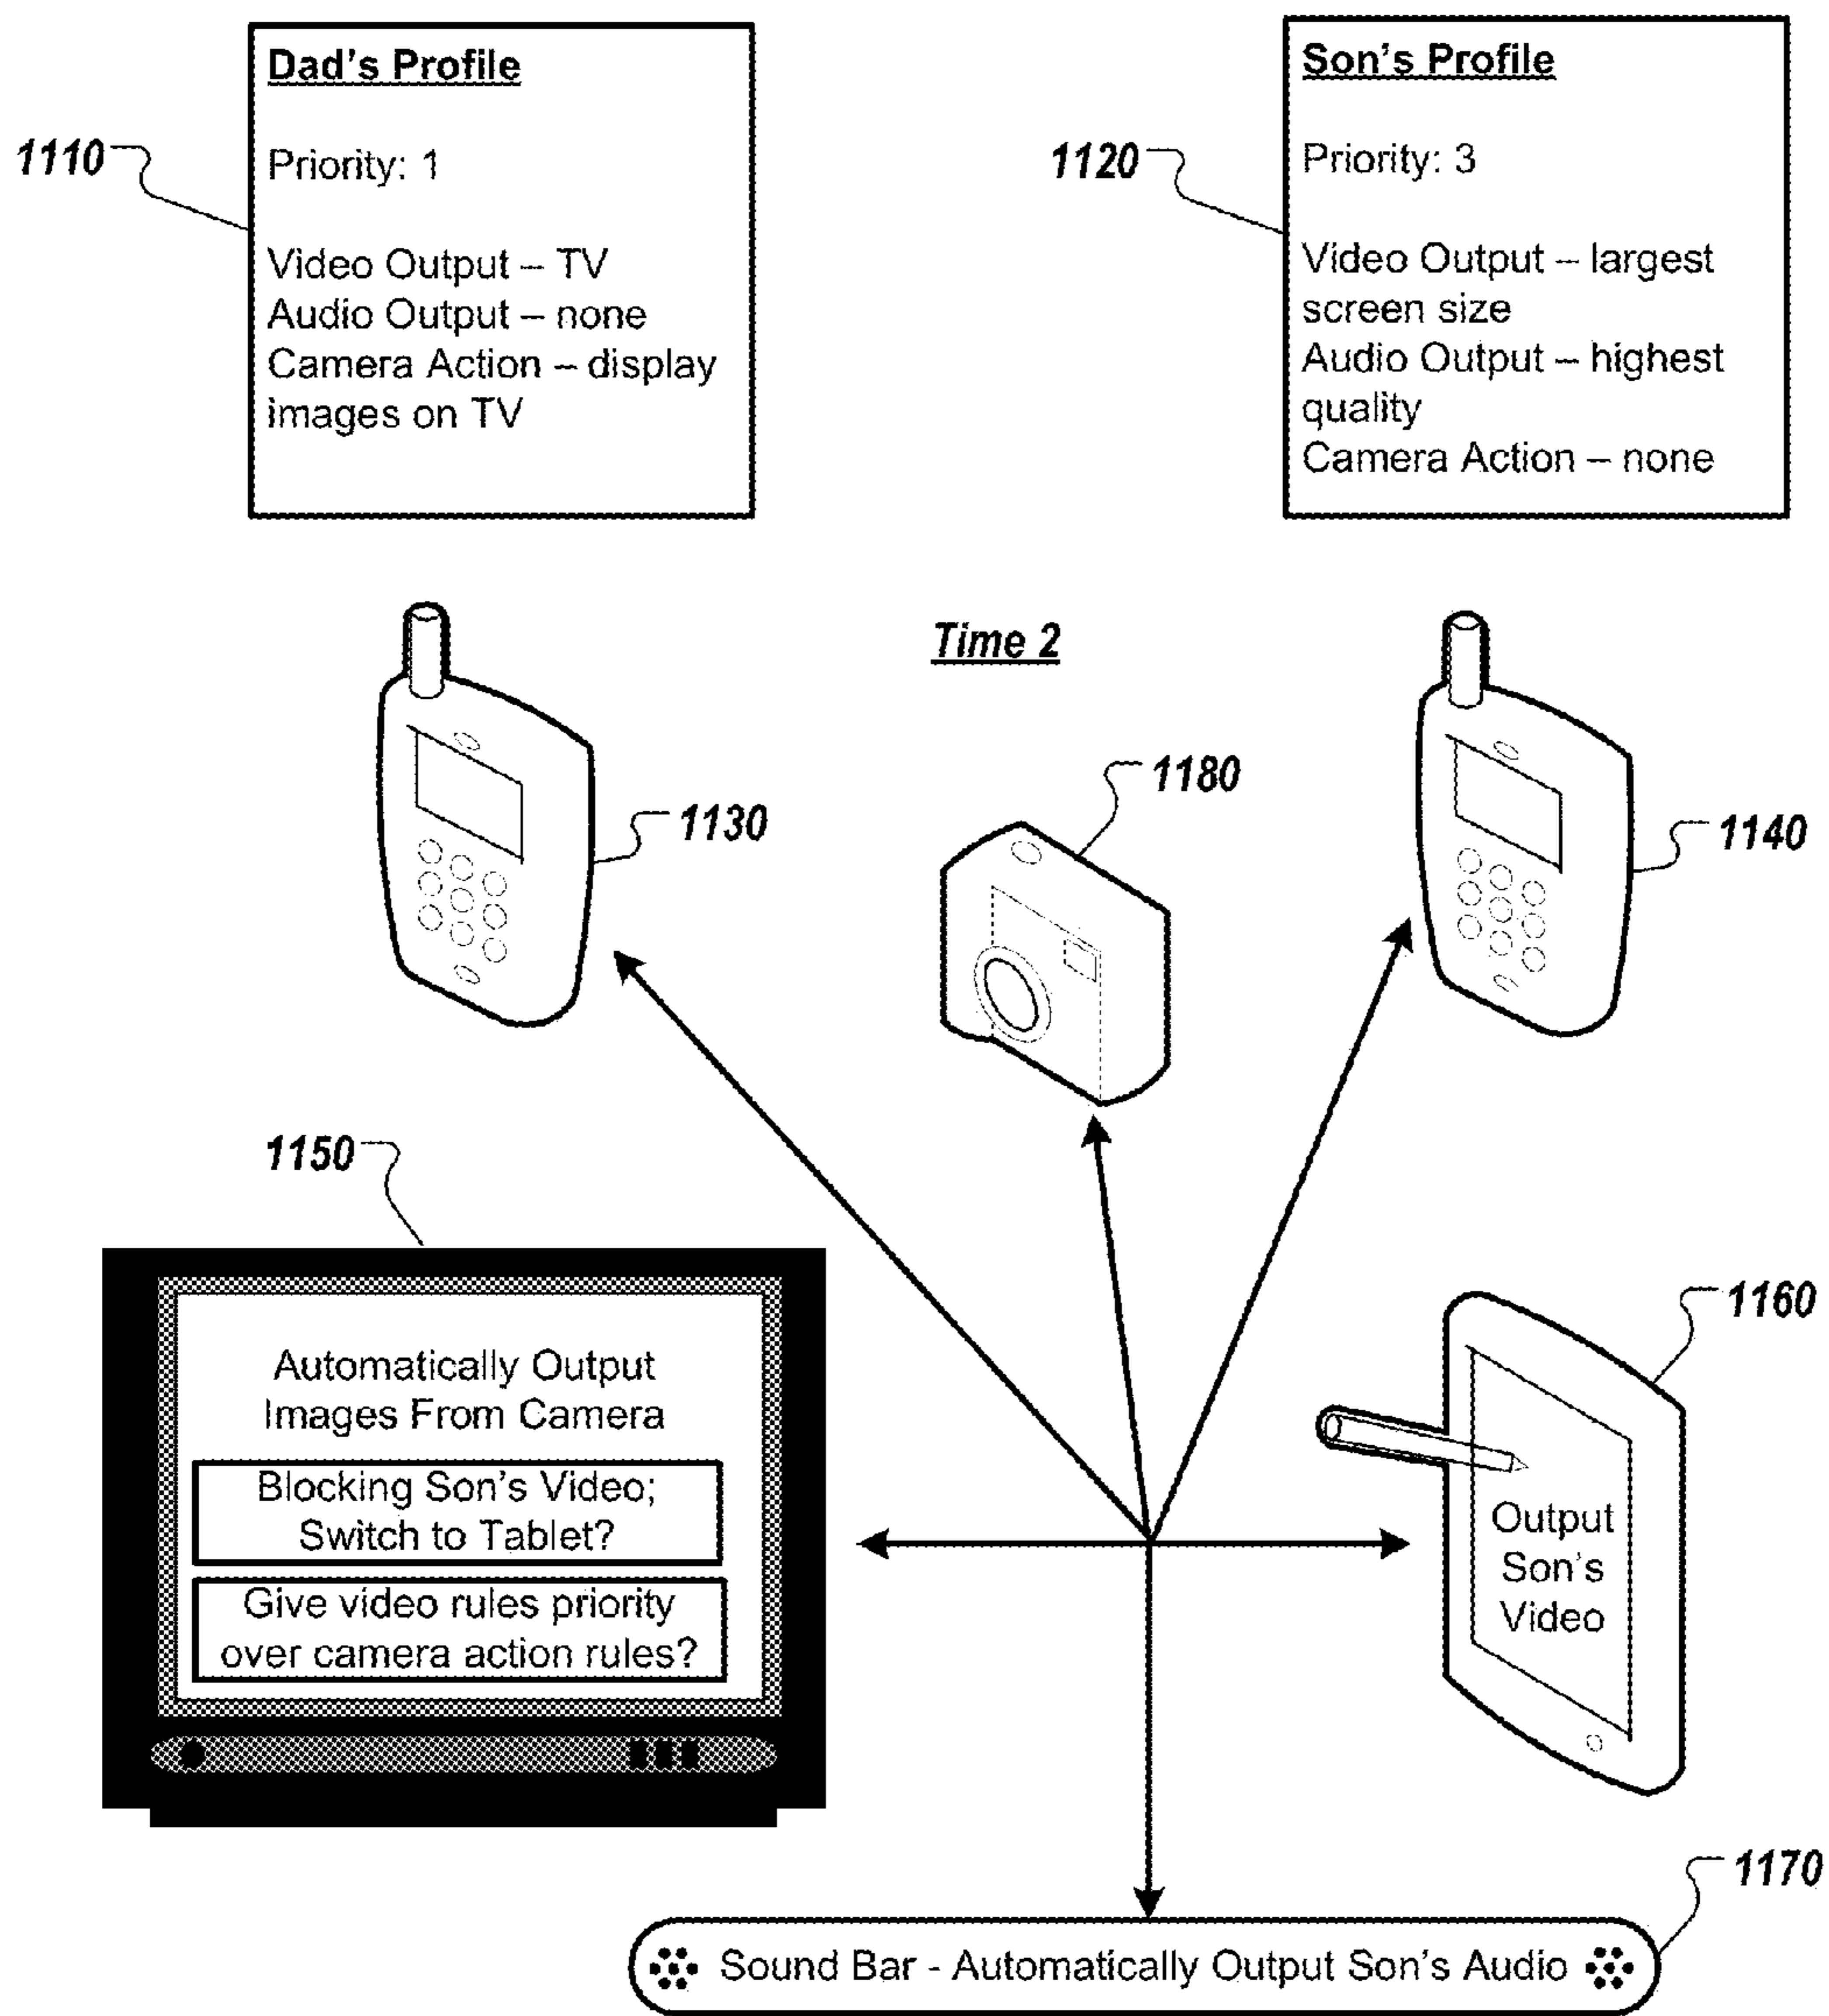 Dad's Profile
Priority: 1
Video Output – TV
Audio Output – none
Camera Action – display
images on TV
1110
Son's Profile
Priority: 3
Video Output – largest
screen size
Audio Output – highest
quality
Camera Action – none
1120
Time 2
1130
1180
1140
1150
Automatically Output
Images From Camera
Blocking Son's Video;
Switch to Tablet?
Give video rules priority
over camera action rules?
1160
Output
Son's
Video
1170
Sound Bar - Automatically Output Son's Audio